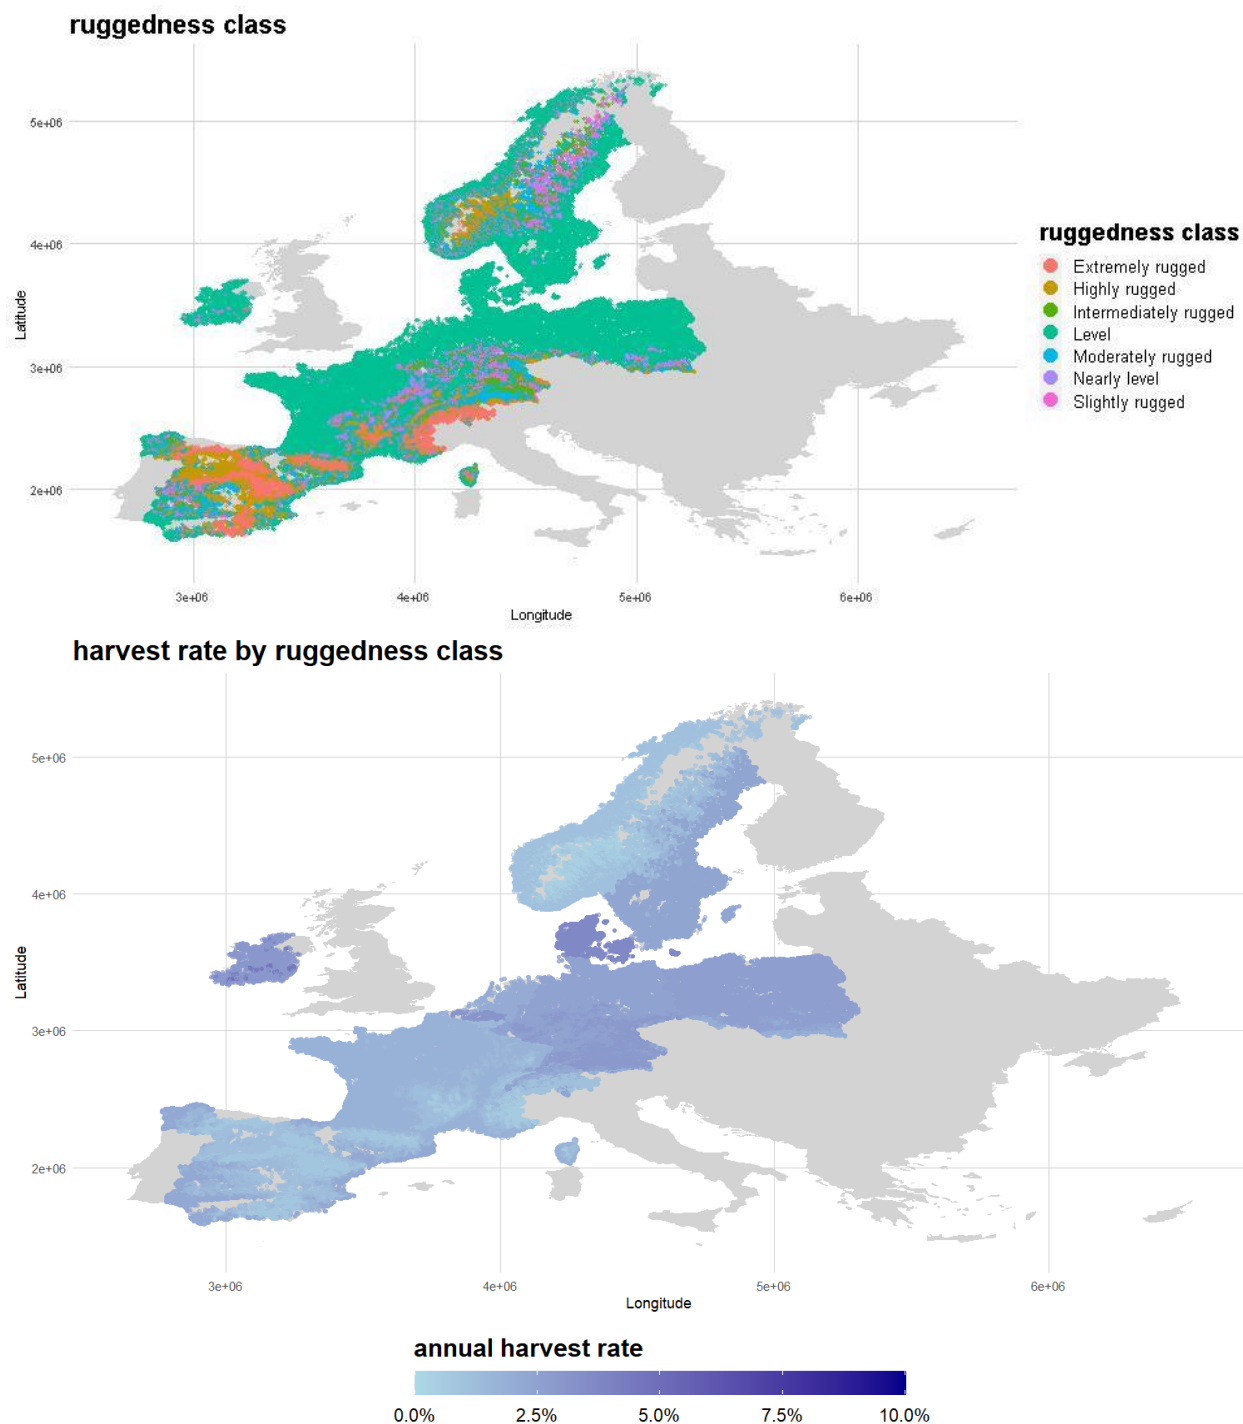 ruggedness class
5e+06
4e+06
3e+06
2e+06
Latitude
3e+06 4e+06 5e+06 6e+06
Longitude
ruggedness class
Extremely rugged
Highly rugged
Intermediately rugged
Level
Moderately rugged
Nearly level
Slightly rugged
harvest rate by ruggedness class
5e+06
4e+06
3e+06
2e+06
Latitude
3e+06 4e+06 5e+06 6e+06
Longitude
annual harvest rate
0.0% 2.5% 5.0% 7.5% 10.0%